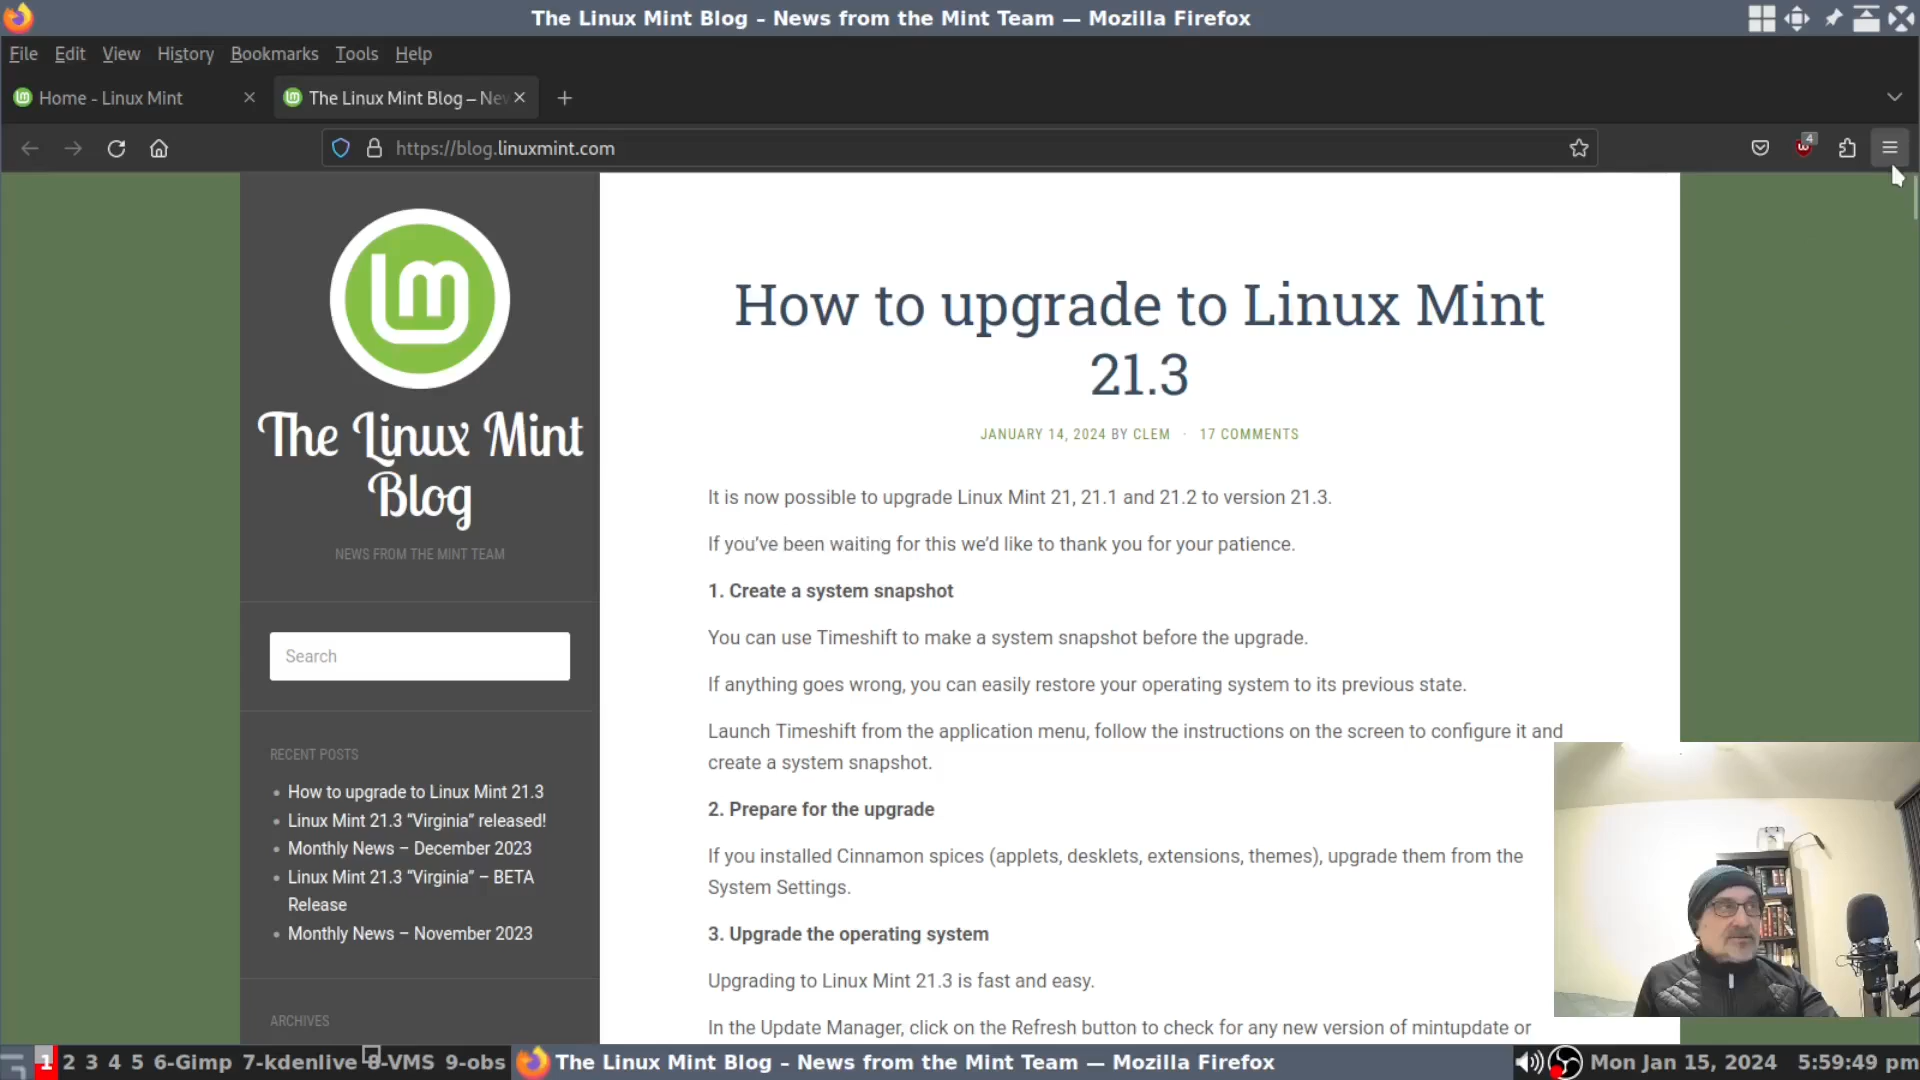 The Linux Mint Blog – News from the Mint Team — Mozilla Firefox
File Edit View History Bookmarks Tools Help
Home - Linux Mint
The Linux Mint Blog – Nev
https://blog.linuxmint.com
4
How to upgrade to Linux Mint
21.3
JANUARY 14, 2024 BY CLEM · 17 COMMENTS
The Linux Mint
Blog
NEWS FROM THE MINT TEAM
Search
RECENT POSTS
• How to upgrade to Linux Mint 21.3
• Linux Mint 21.3 “Virginia” released!
• Monthly News – December 2023
• Linux Mint 21.3 “Virginia” – BETA
Release
• Monthly News – November 2023
ARCHIVES
It is now possible to upgrade Linux Mint 21, 21.1 and 21.2 to version 21.3.
If you’ve been waiting for this we’d like to thank you for your patience.
1. Create a system snapshot
You can use Timeshift to make a system snapshot before the upgrade.
If anything goes wrong, you can easily restore your operating system to its previous state.
Launch Timeshift from the application menu, follow the instructions on the screen to configure it and
create a system snapshot.
2. Prepare for the upgrade
If you installed Cinnamon spices (applets, desklets, extensions, themes), upgrade them from the
System Settings.
3. Upgrade the operating system
Upgrading to Linux Mint 21.3 is fast and easy.
In the Update Manager, click on the Refresh button to check for any new version of mintupdate or
1 2 3 4 5 6-Gimp 7-kdenlive 8-VMS 9-obs
The Linux Mint Blog – News from the Mint Team — Mozilla Firefox
Mon Jan 15, 2024 5:59:49 pm